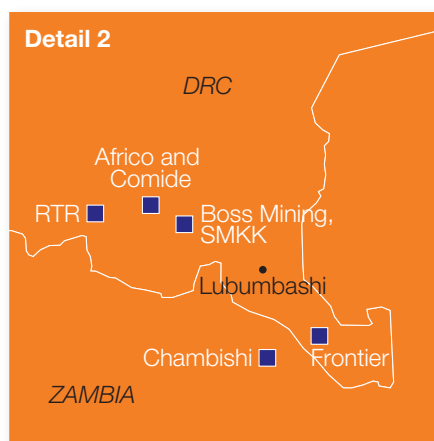 Detail 2
DRC
Africo and
Comide
RTR
Boss Mining,
SMKK
Lubumbashi
Chambishi
Frontier
ZAMBIA